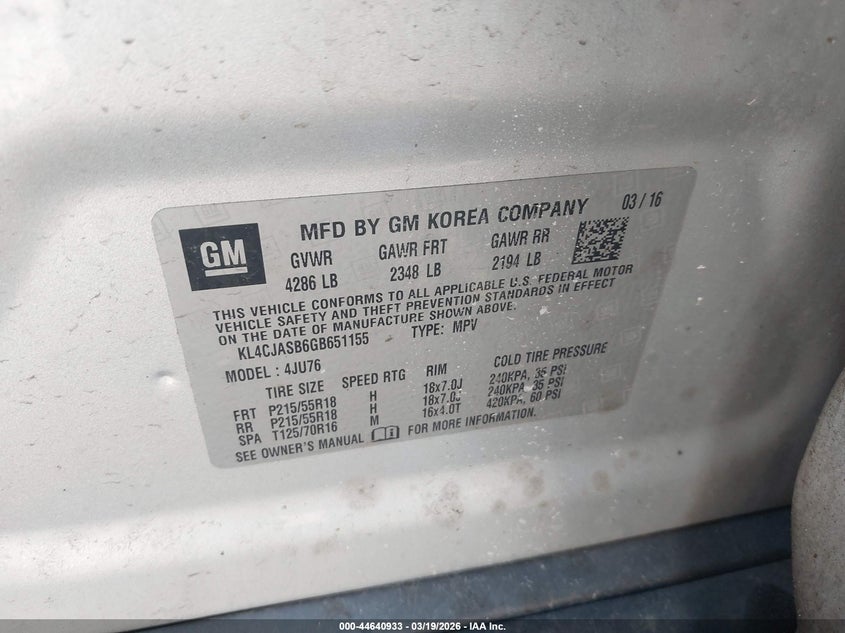 GM
MFD BY GM KOREA COMPANY 03 / 16
GVWR GAWR FRT GAWR RR
4286 LB 2348 LB 2194 LB
THIS VEHICLE CONFORMS TO ALL APPLICABLE U.S. FEDERAL MOTOR
VEHICLE SAFETY AND THEFT PREVENTION STANDARDS IN EFFECT
ON THE DATE OF MANUFACTURE SHOWN ABOVE.
KL4CJASB6GB651155 TYPE: MPV
MODEL : 4JU76
TIRE SIZE SPEED RTG RIM COLD TIRE PRESSURE
FRT P215/55R18 H 18x7.0J 240KPA, 35 PSI
RR P215/55R18 H 18x7.0J 240KPA, 35 PSI
SPA T125/70R16 M 16x4.0T 420KPA, 60 PSI
SEE OWNER'S MANUAL FOR MORE INFORMATION.
000-44640933 — 03/19/2026 — IAA Inc.